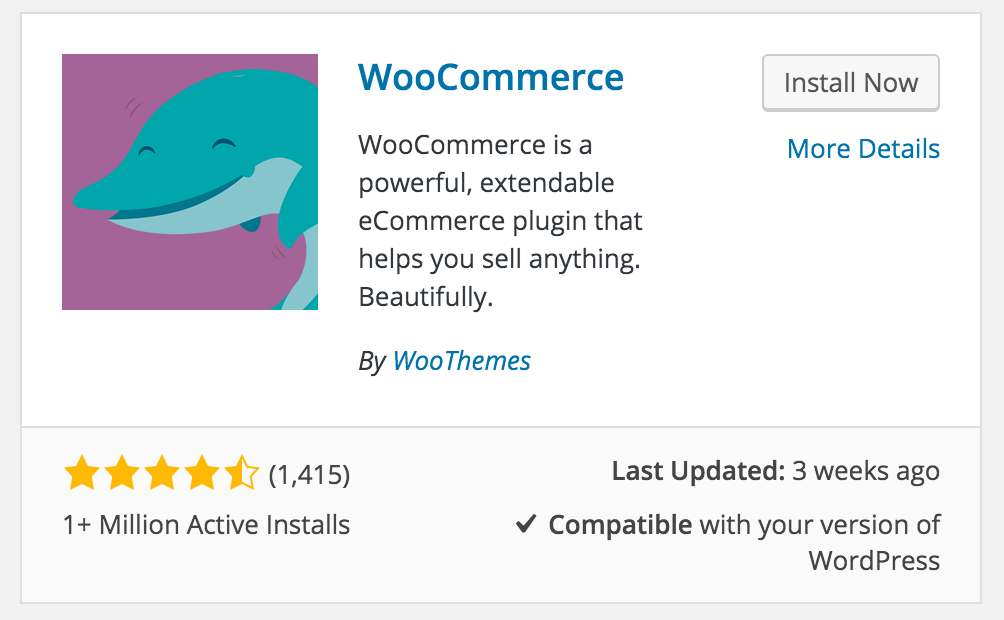 WooCommerce
Install Now
More Details
WooCommerce is a
powerful, extendable
eCommerce plugin that
helps you sell anything.
Beautifully.
By WooThemes
(1,415)
1+ Million Active Installs
Last Updated: 3 weeks ago
Compatible with your version of
WordPress